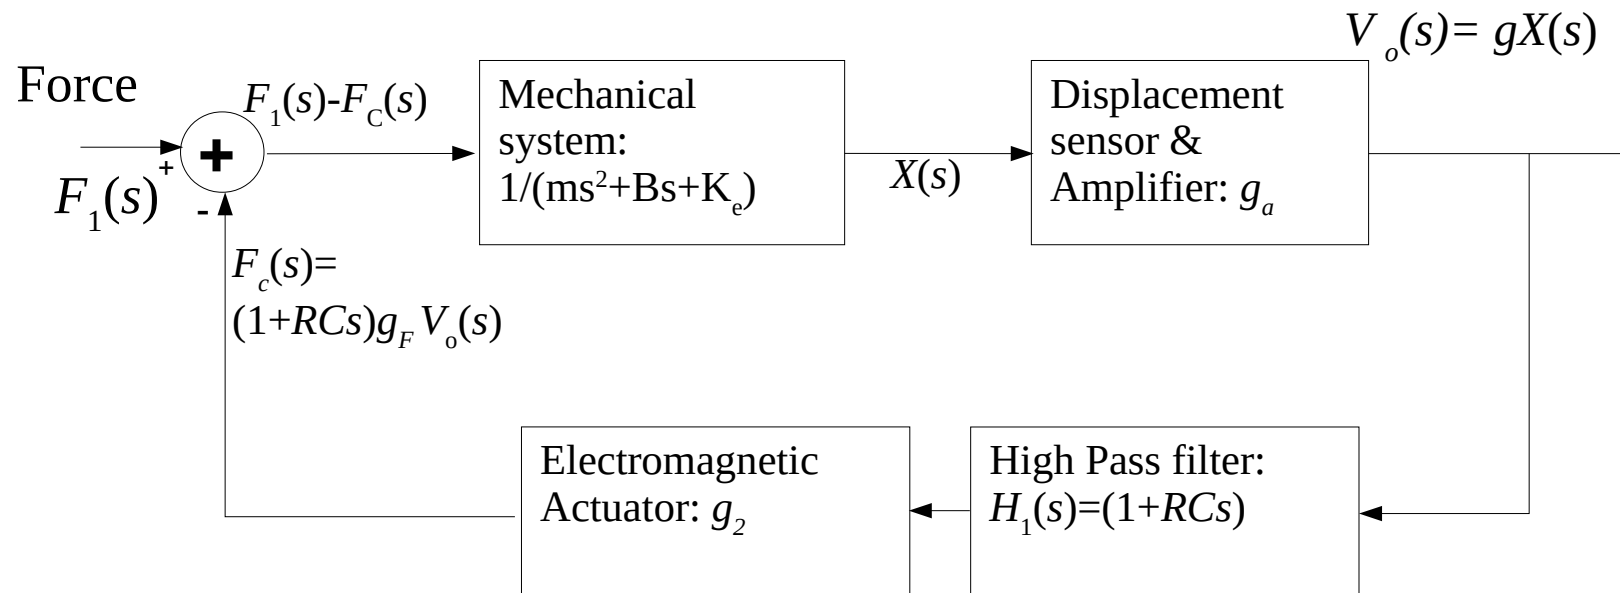 V_o(s)= gX(s)
Force
F_1(s)-F_C(s)
+
F_1(s)
+
-
Mechanical
system:
1/(ms²+Bs+K_e)
X(s)
Displacement
sensor &
Amplifier: g_a
F_c(s)=
(1+RCs)g_F V_o(s)
Electromagnetic
Actuator: g_2
High Pass filter:
H_1(s)=(1+RCs)